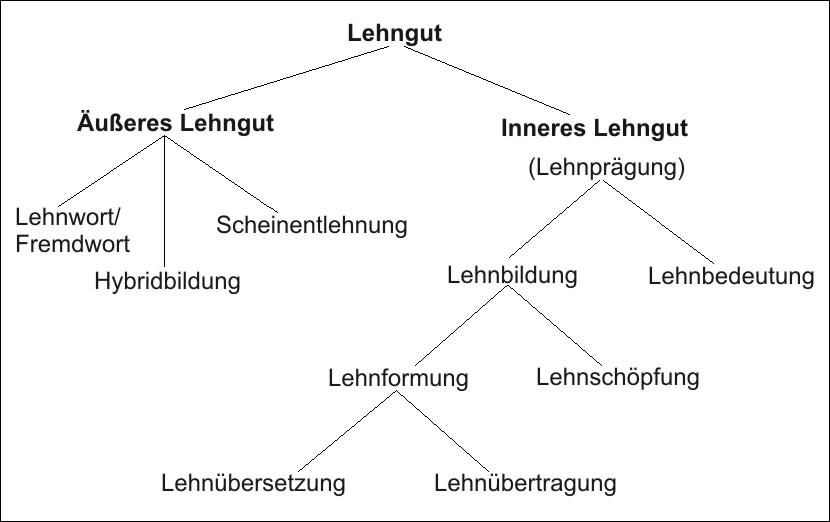 Lehngut
Äußeres Lehngut
Inneres Lehngut
(Lehnprägung)
Lehnwort/
Fremdwort
Scheinentlehnung
Hybridbildung
Lehnbildung
Lehnbedeutung
Lehnformung
Lehnschöpfung
Lehnübersetzung
Lehnübertragung